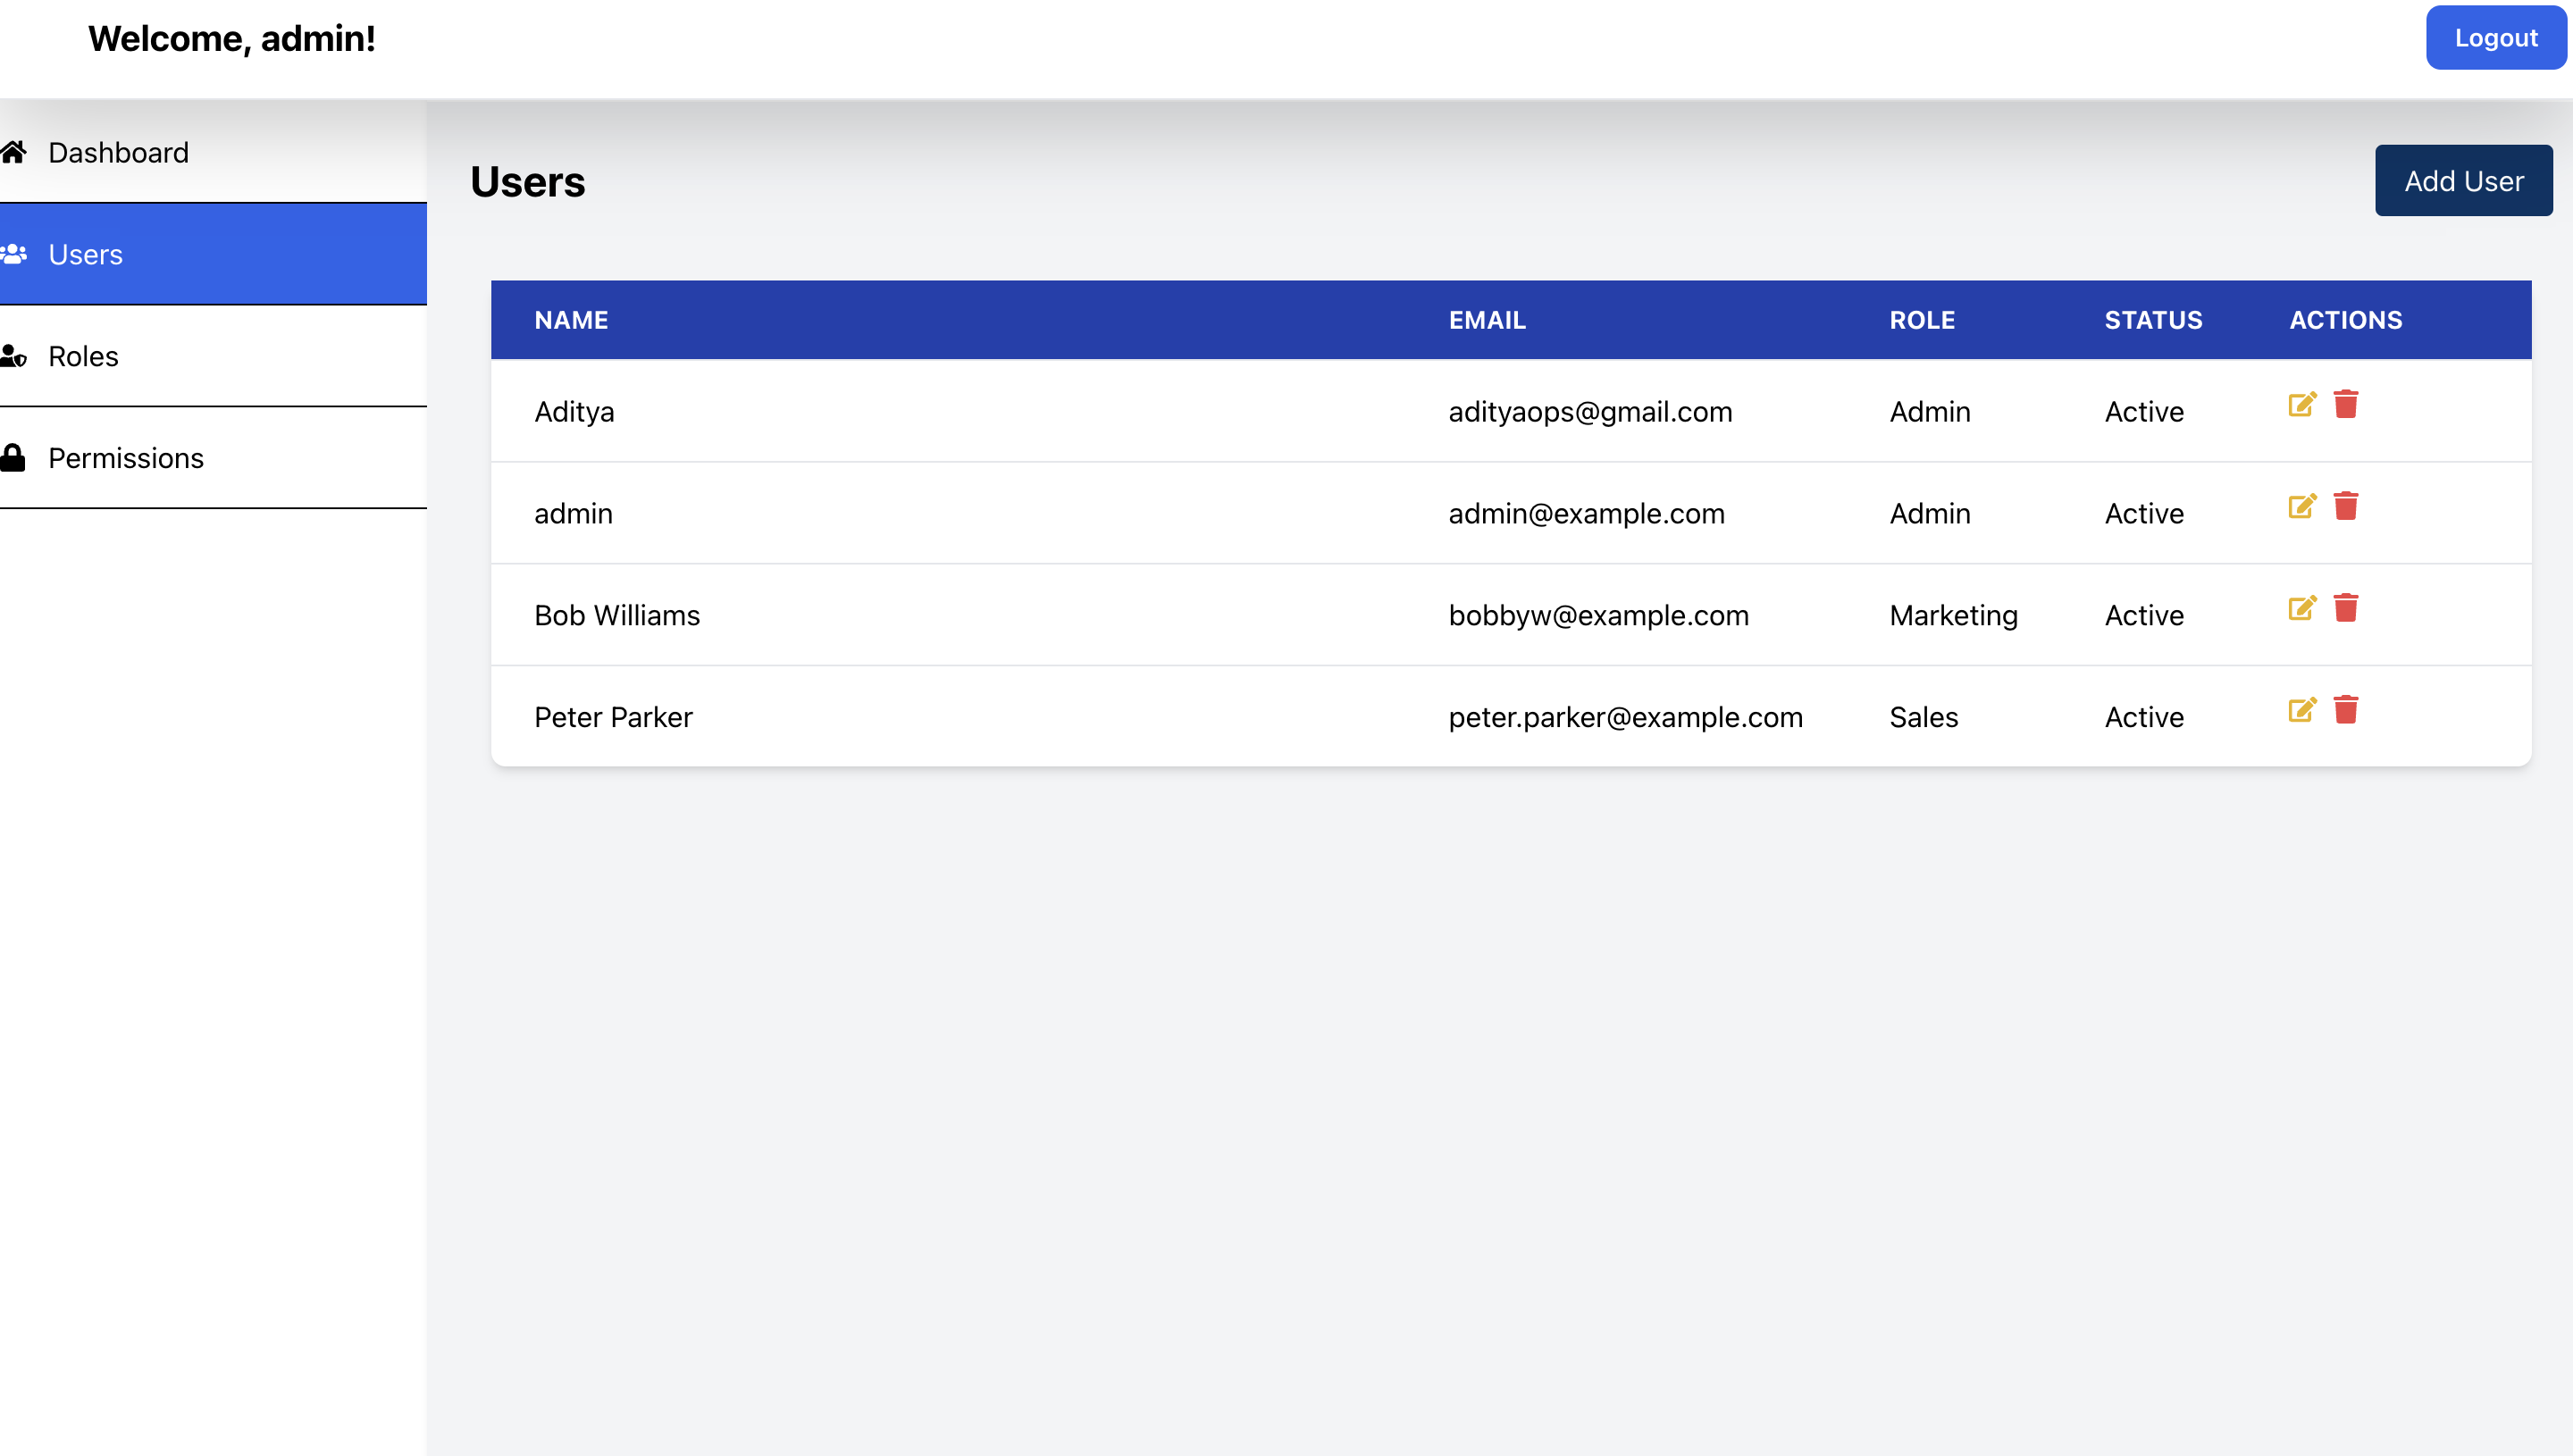 Welcome, admin!
Logout
Dashboard
Users
Roles
Permissions
Users
Add User
NAME EMAIL ROLE STATUS ACTIONS
Aditya adityaops@gmail.com Admin Active
admin admin@example.com Admin Active
Bob Williams bobbyw@example.com Marketing Active
Peter Parker peter.parker@example.com Sales Active